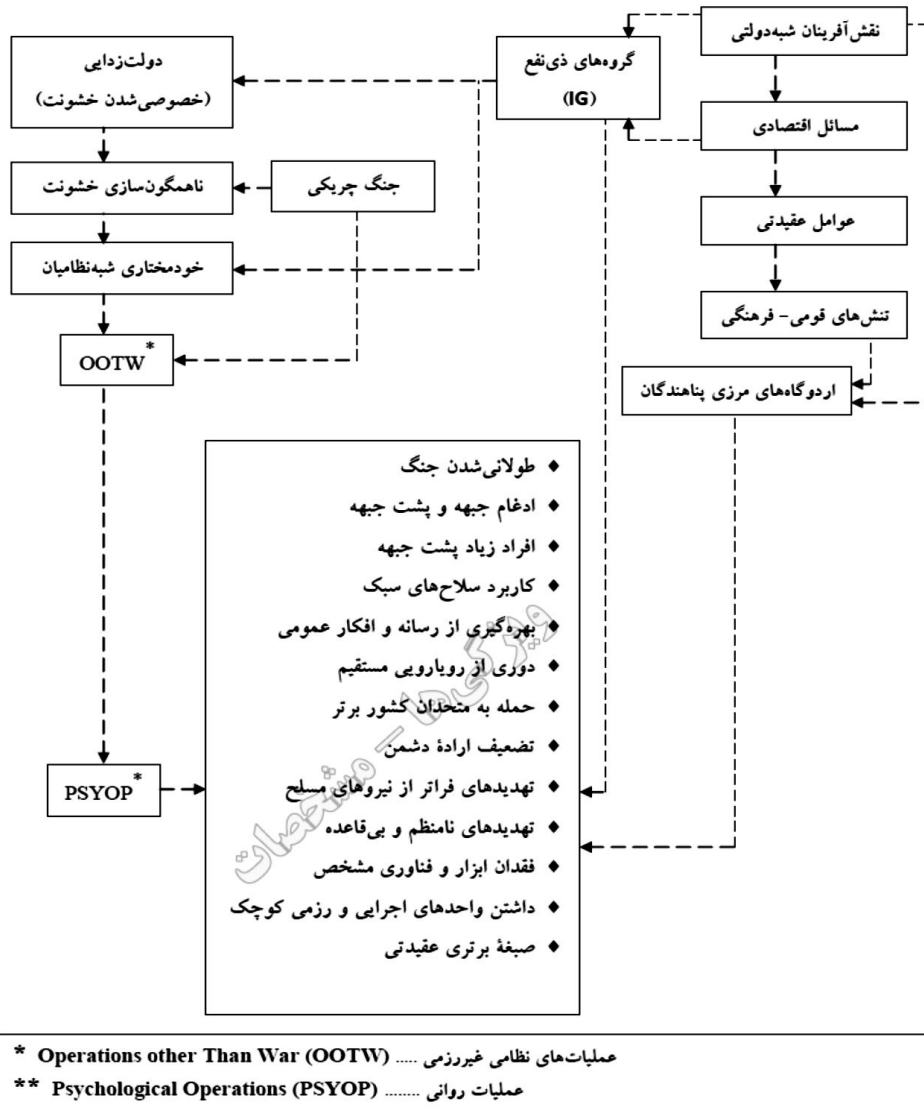 نقش‌آفرینان شبه‌دولتی
مسائل اقتصادی
عوامل عقیدتی
تنش‌های قومی- فرهنگی
اردوگاه‌های مرزی پناهندگان
گروه‌های ذی‌نفع
(IG)
دولت‌زدایی
(خصوصی‌شدن خشونت)
ناهمگون‌سازی خشونت
جنگ چریکی
خودمختاری شبه‌نظامیان
OOTW*
PSYOP*
♦ طولانی‌شدن جنگ
♦ ادغام جبهه و پشت جبهه
♦ افراد زیاد پشت جبهه
♦ کاربرد سلاح‌های سبک
♦ بهره‌گیری از رسانه و افکار عمومی
♦ دوری از رویارویی مستقیم
♦ حمله به متحدان کشور برتر
♦ تضعیف ارادهٔ دشمن
♦ تهدیدهای فراتر از نیروهای مسلح
♦ تهدیدهای نامنظم و بی‌قاعده
♦ فقدان ابزار و فناوری مشخص
♦ داشتن واحدهای اجرایی و رزمی کوچک
♦ صبغهٔ برتری عقیدتی
ویژگی‌ها – مشخصات
* Operations other Than War (OOTW) ..... عملیات‌های نظامی غیررزمی
** Psychological Operations (PSYOP) ........ عملیات روانی